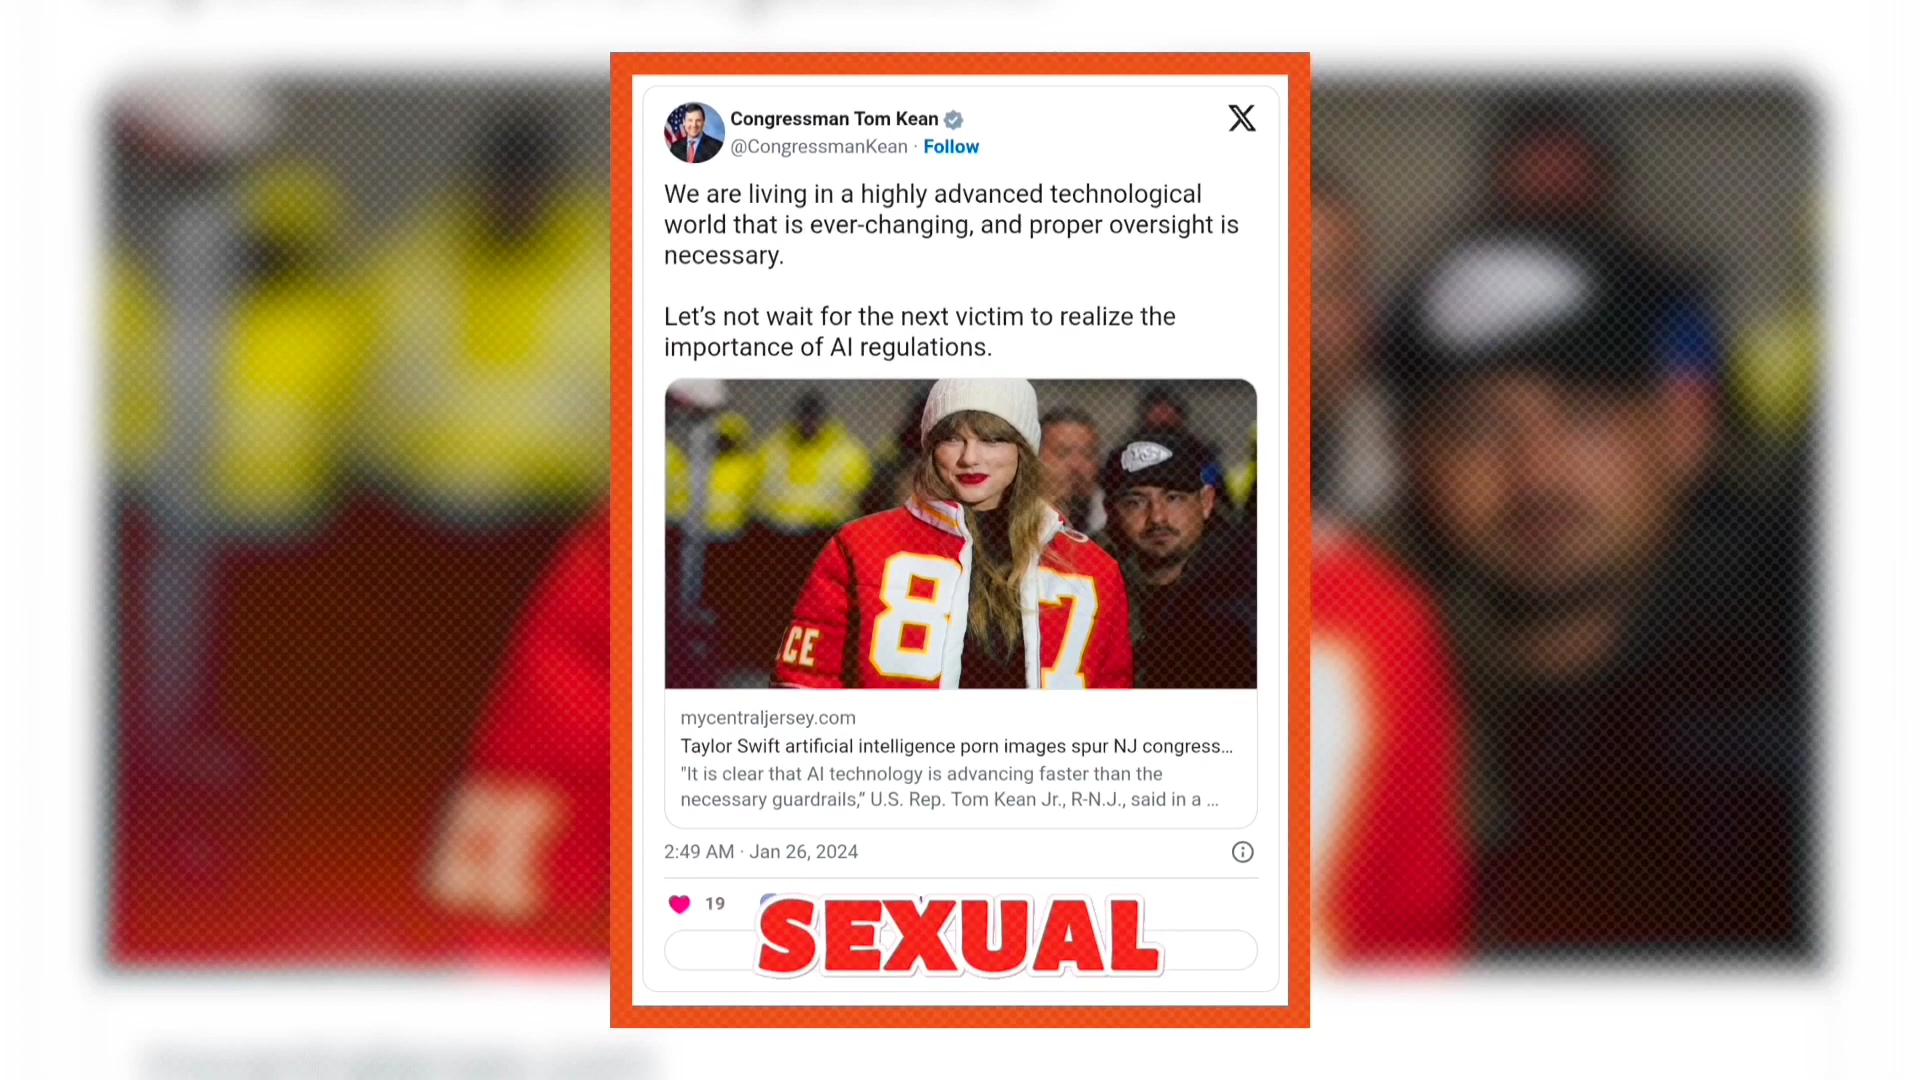 Congressman Tom Kean
@CongressmanKean · Follow
We are living in a highly advanced technological
world that is ever-changing, and proper oversight is
necessary.
Let’s not wait for the next victim to realize the
importance of AI regulations.
CE
8 7
mycentraljersey.com
Taylor Swift artificial intelligence porn images spur NJ congress...
"It is clear that AI technology is advancing faster than the
necessary guardrails,” U.S. Rep. Tom Kean Jr., R-N.J., said in a ...
2:49 AM · Jan 26, 2024
19
SEXUAL